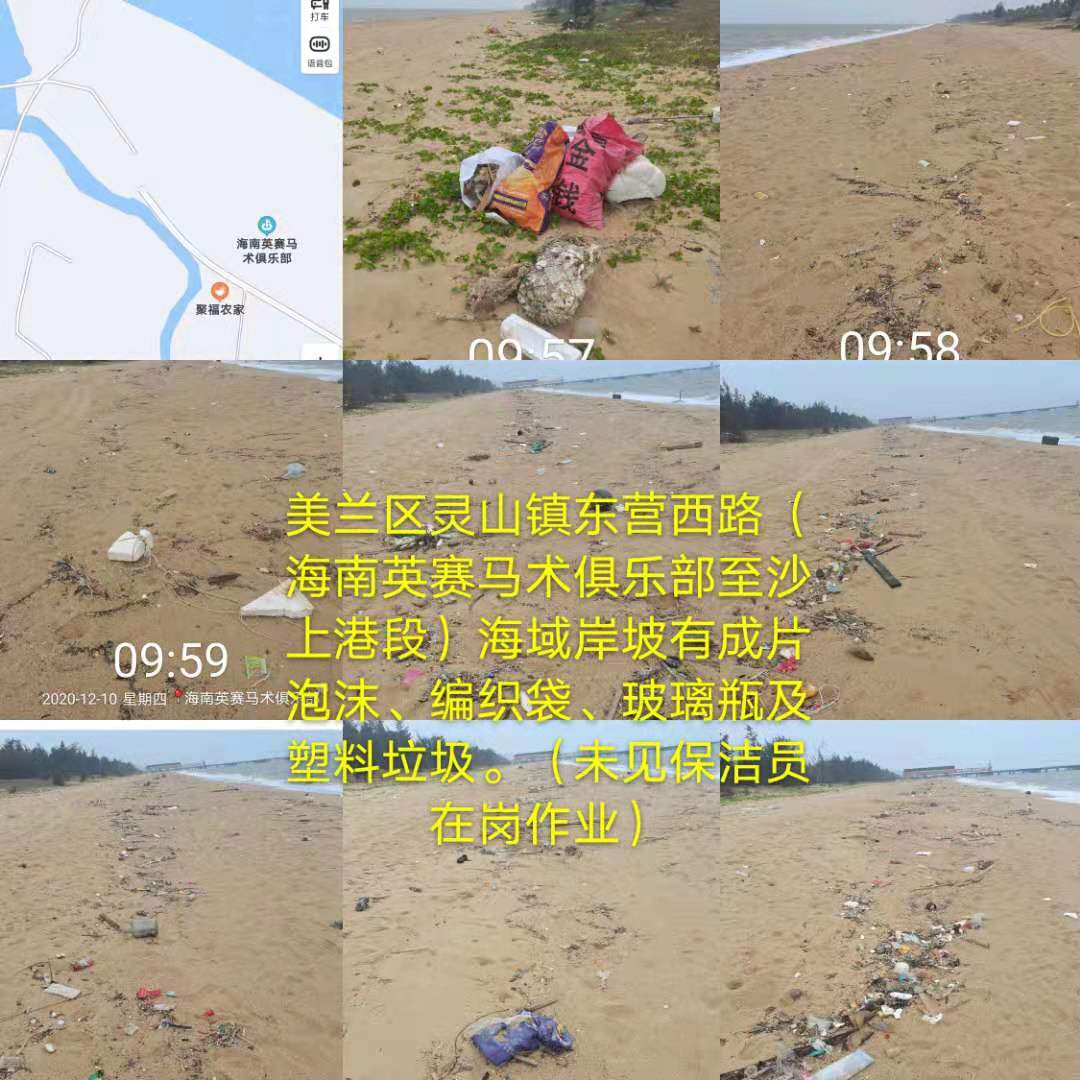 打车
语音包
海南英赛马
术俱乐部
聚福农家
金钱
09:57
09:58
09:59
2020-12-10 星期四
海南英赛马术俱
美兰区灵山镇东营西路（
海南英赛马术俱乐部至沙
上港段）海域岸坡有成片
泡沫、编织袋、玻璃瓶及
塑料垃圾。（未见保洁员
在岗作业）